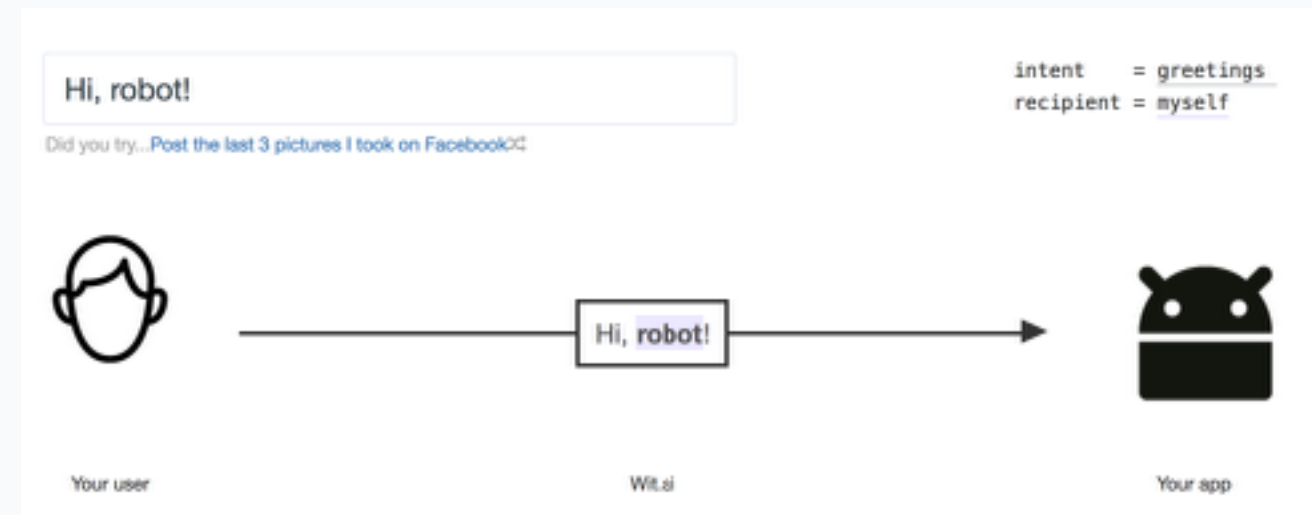 Hi, robot!
intent = greetings
recipient = myself
Did you try...Post the last 3 pictures I took on Facebook
Hi, robot!
Your user
Wit.ai
Your app